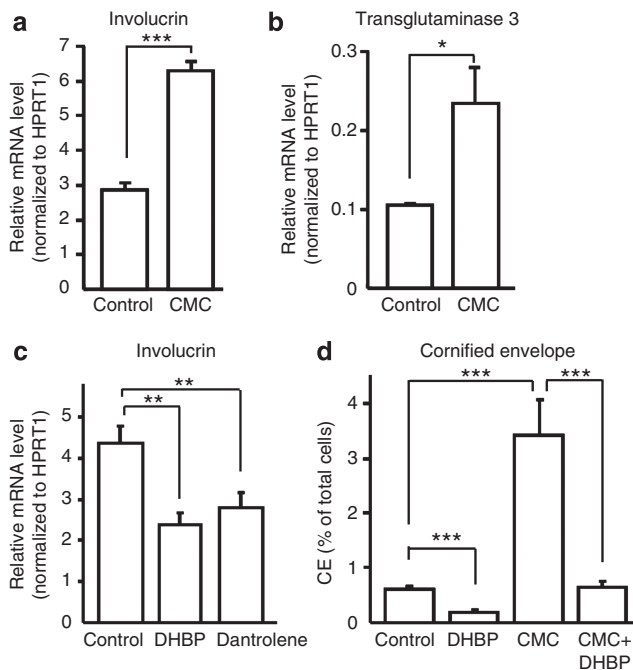 a
Involucrin
Relative mRNA level
(normalized to HPRT1)
7
6
5
4
3
2
1
0
***
Control CMC
b
Transglutaminase 3
Relative mRNA level
(normalized to HPRT1)
0.3
0.2
0.1
0
*
Control CMC
c
Involucrin
Relative mRNA level
(normalized to HPRT1)
5
4
3
2
1
0
**
**
Control DHBP Dantrolene
d
Cornified envelope
CE (% of total cells)
4
3
2
1
0
*** ***
***
Control DHBP CMC CMC+
DHBP